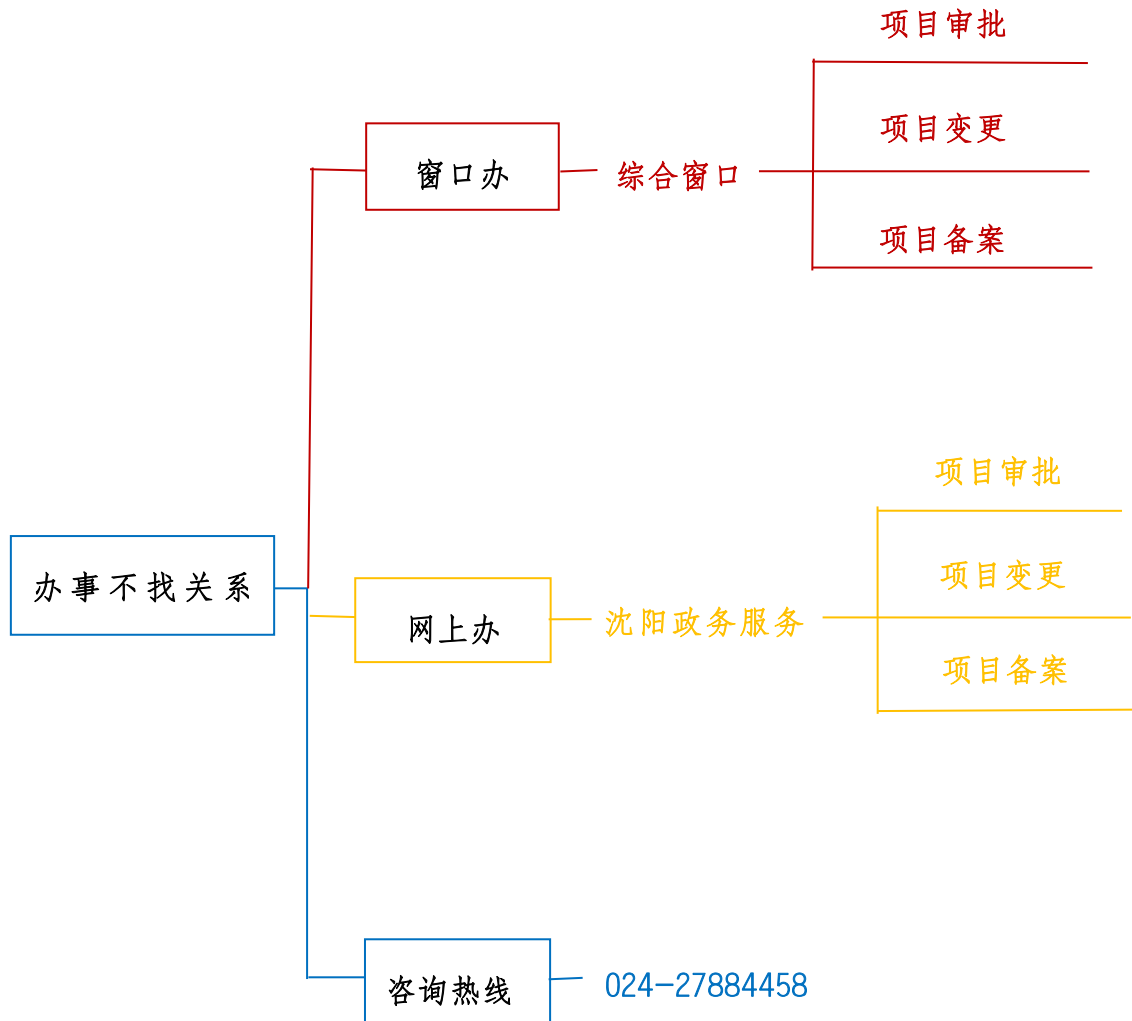 项目审批
项目变更
窗口办
综合窗口
项目备案
项目审批
项目变更
办事不找关系
网上办
沈阳政务服务
项目备案
咨询热线
024-27884458